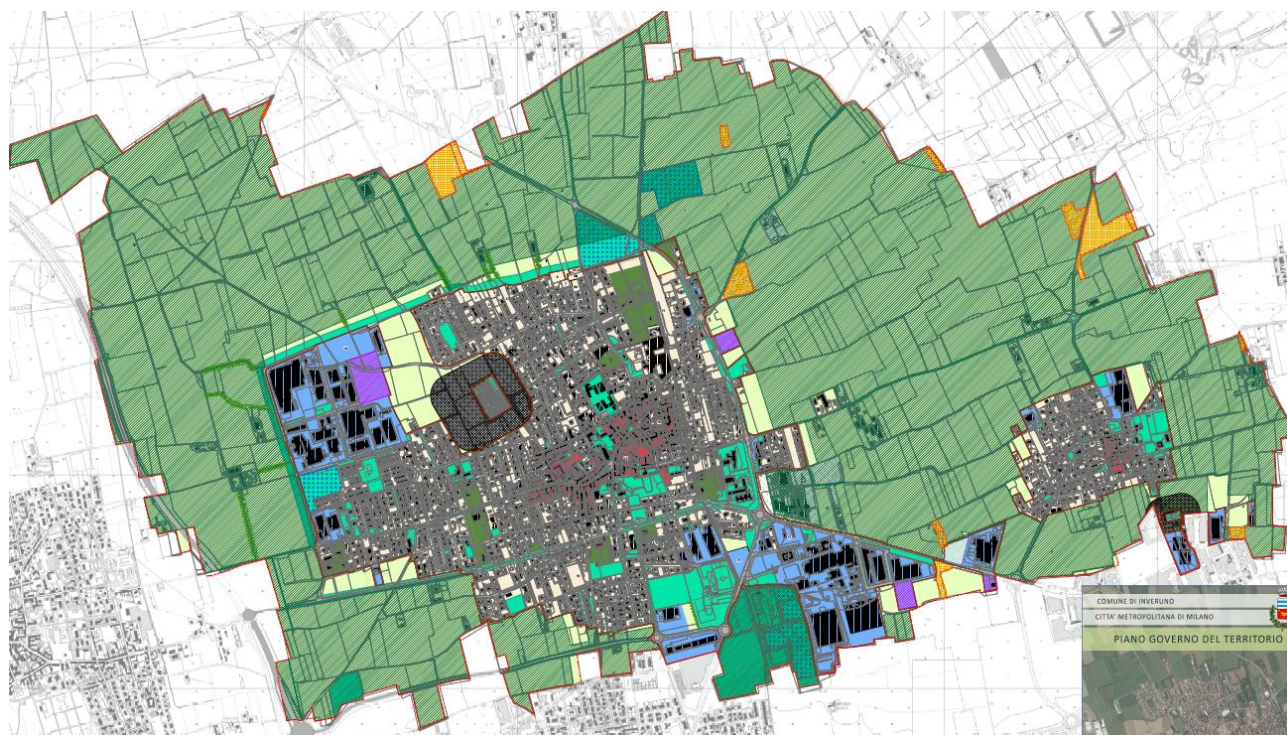 COMUNE DI INVERUNO
CITTA' METROPOLITANA DI MILANO
PIANO GOVERNO DEL TERRITORIO